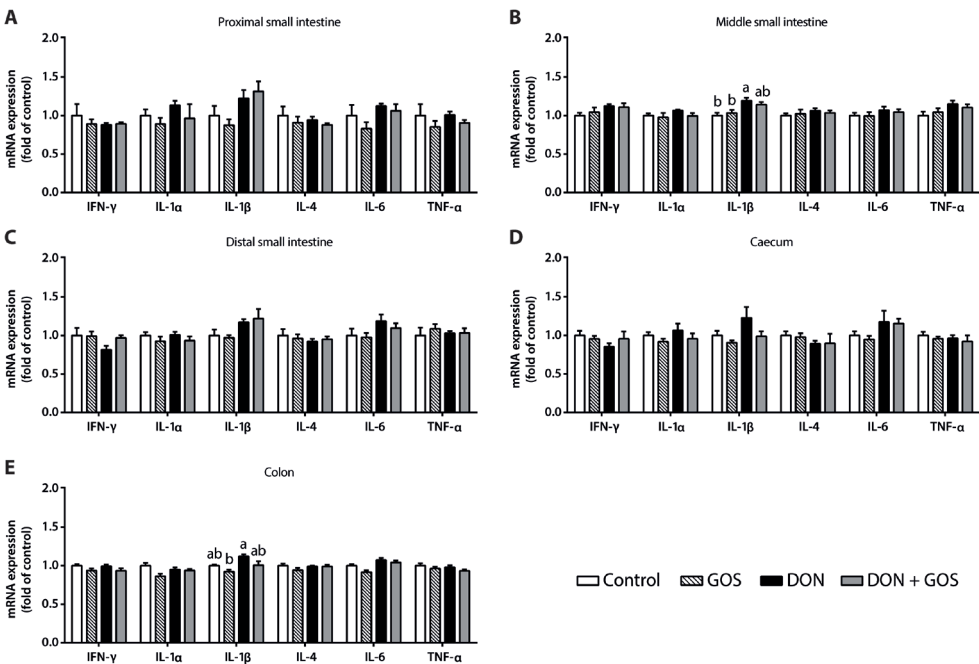 A
Proximal small intestine
mRNA expression
(fold of control)
2.0
1.5
1.0
0.5
0.0
IFN-γ IL-1α IL-1β IL-4 IL-6 TNF-α
B
Middle small intestine
mRNA expression
(fold of control)
2.0
1.5
1.0
0.5
0.0
b b a ab
IFN-γ IL-1α IL-1β IL-4 IL-6 TNF-α
C
Distal small intestine
mRNA expression
(fold of control)
2.0
1.5
1.0
0.5
0.0
IFN-γ IL-1α IL-1β IL-4 IL-6 TNF-α
D
Caecum
mRNA expression
(fold of control)
2.0
1.5
1.0
0.5
0.0
IFN-γ IL-1α IL-1β IL-4 IL-6 TNF-α
E
Colon
mRNA expression
(fold of control)
2.0
1.5
1.0
0.5
0.0
ab b a ab
IFN-γ IL-1α IL-1β IL-4 IL-6 TNF-α
Control GOS DON DON + GOS